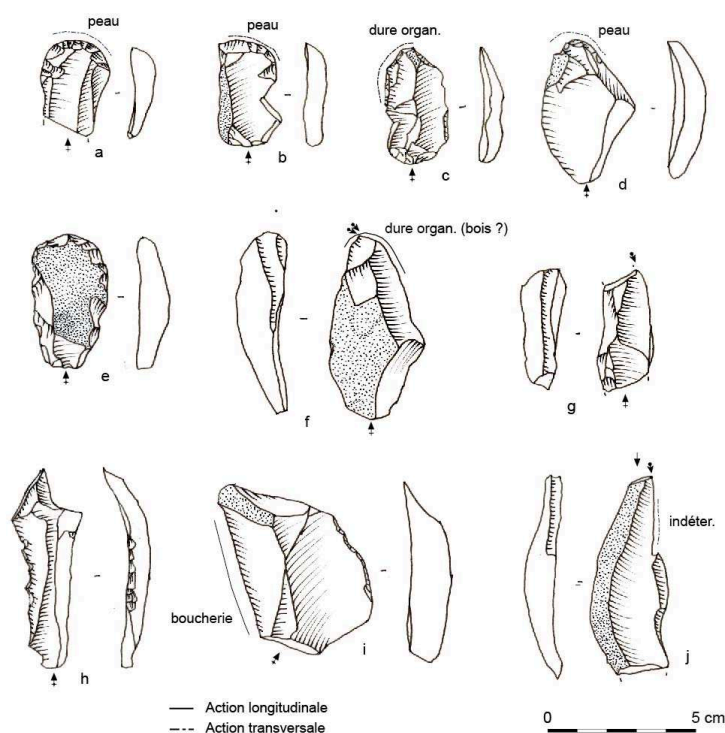 peau
peau
dure organ.
peau
a
b
c
d
dure organ. (bois ?)
e
f
g
indéter.
boucherie
h
i
j
Action longitudinale
Action transversale
0 5 cm